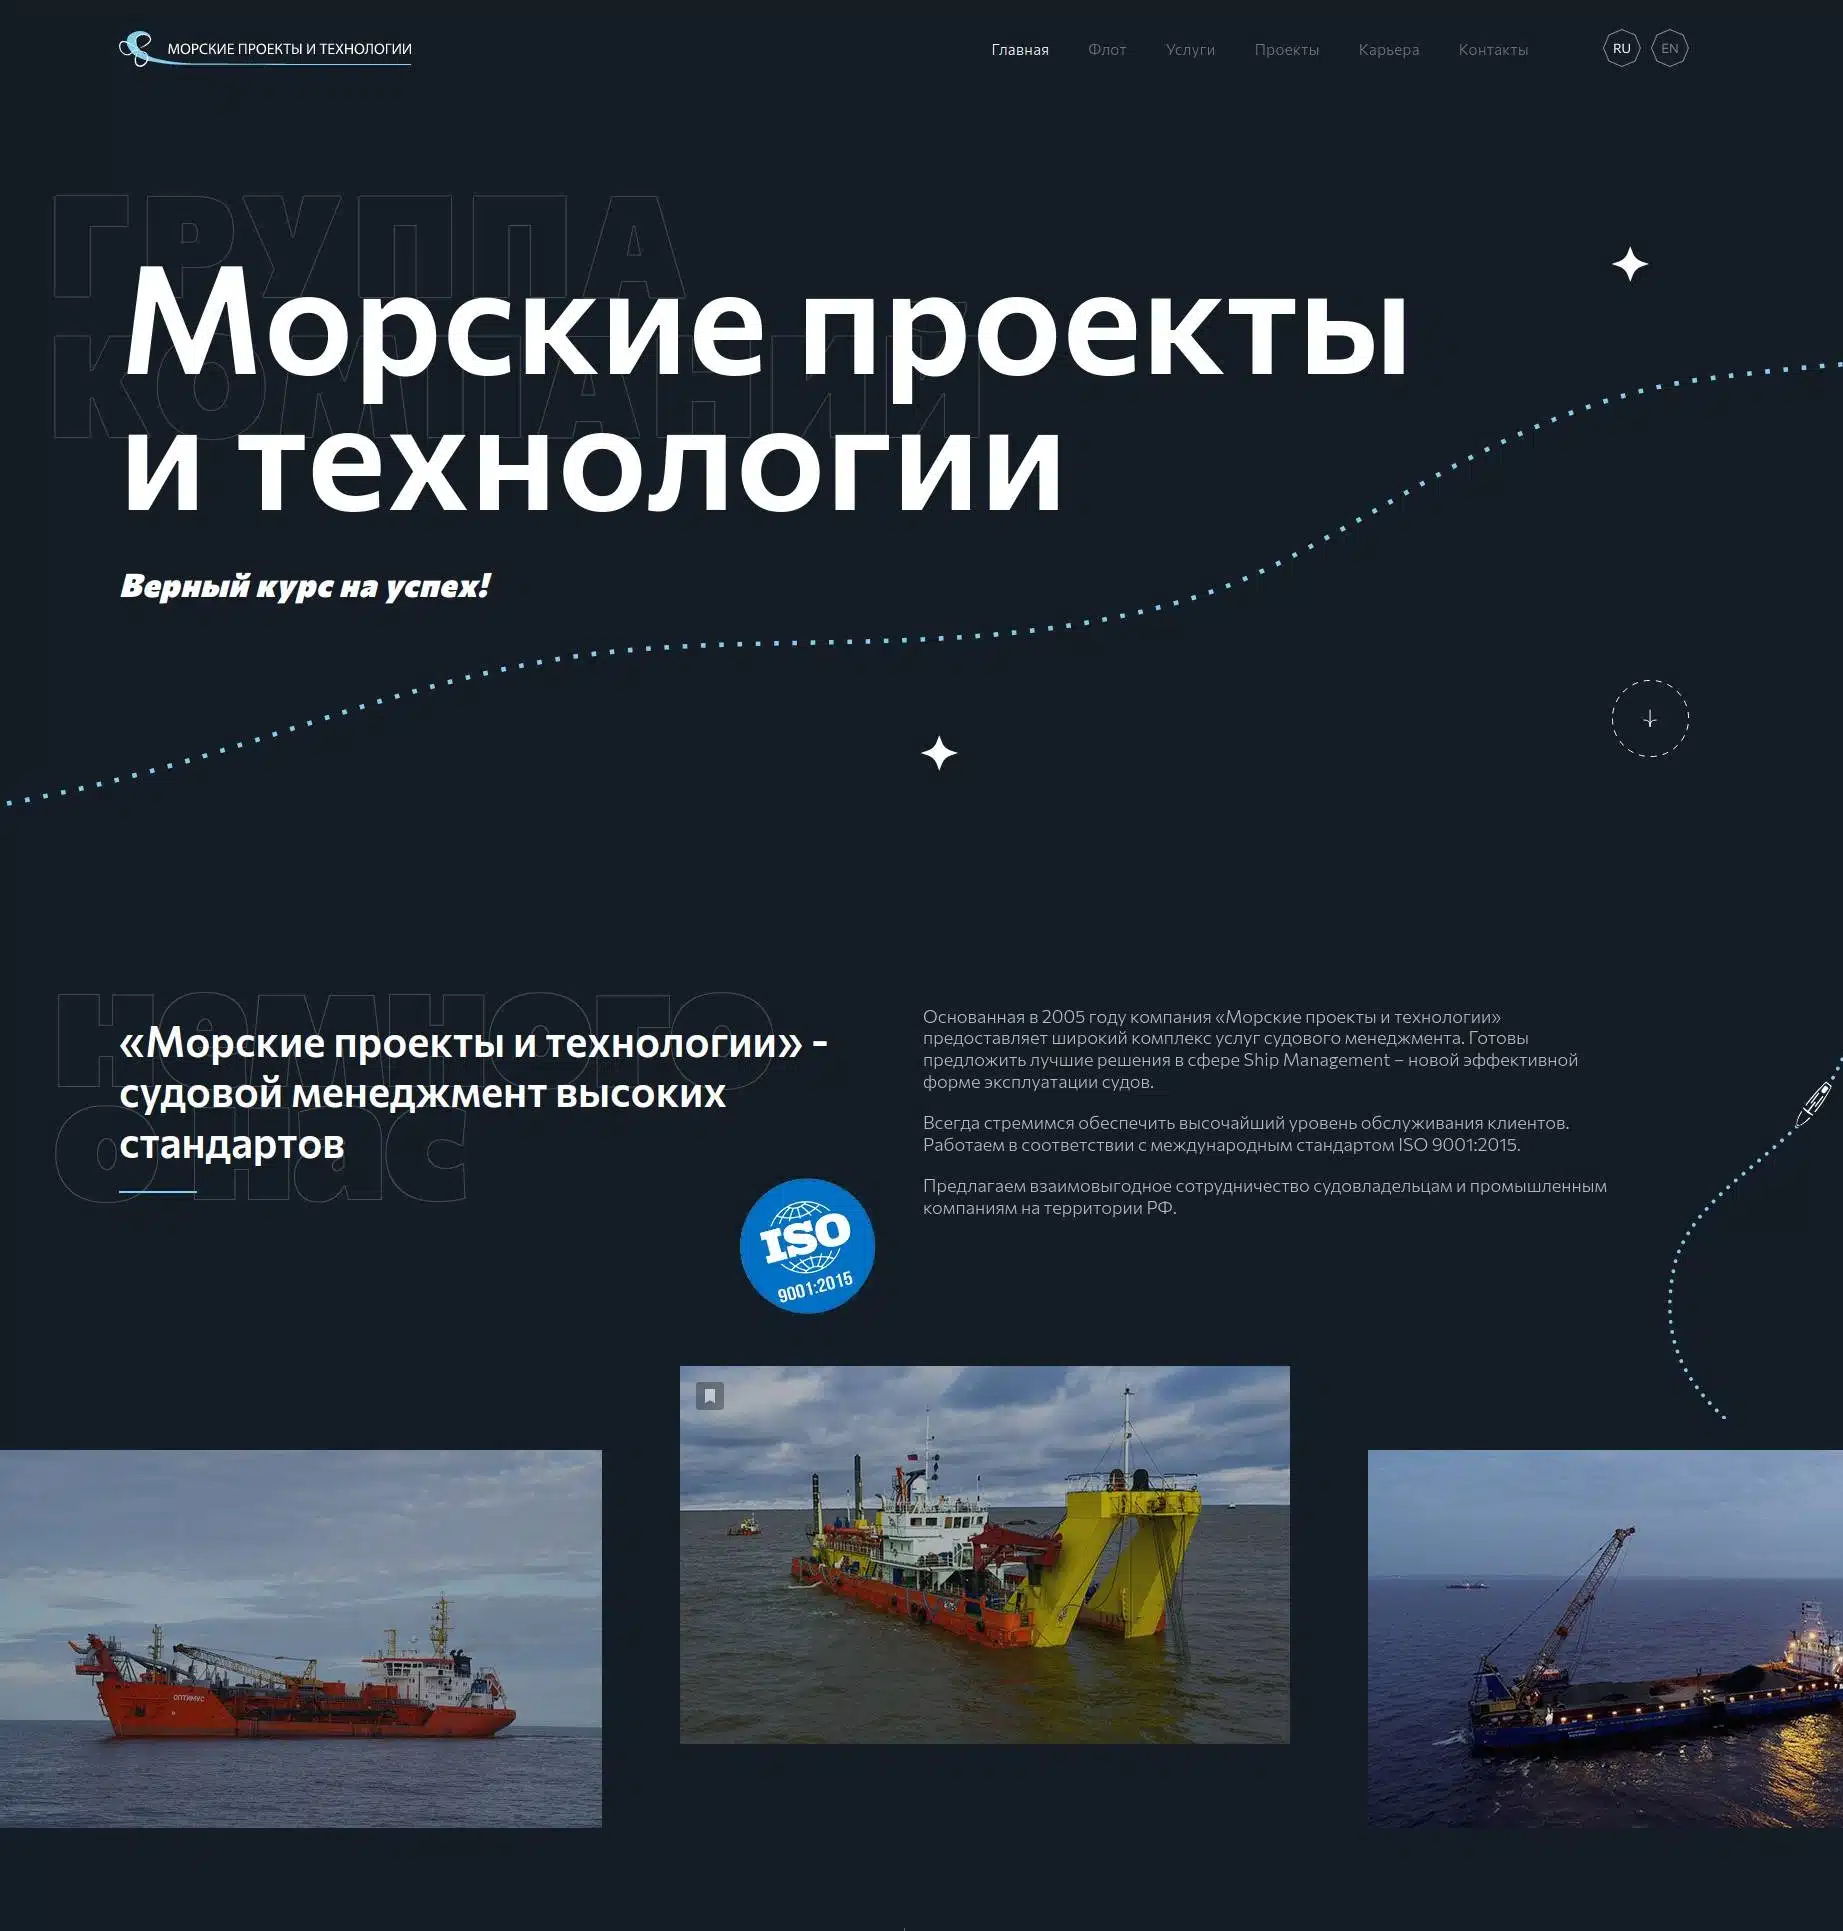 МОРСКИЕ ПРОЕКТЫ И ТЕХНОЛОГИИ
Главная
Флот
Услуги
Проекты
Карьера
Контакты
RU
EN
ГРУППА
КОМПАНИЙ
Морские проекты
и технологии
Верный курс на успех!
немного
о нас
«Морские проекты и технологии» -
судовой менеджмент высоких
стандартов
Основанная в 2005 году компания «Морские проекты и технологии»
предоставляет широкий комплекс услуг судового менеджмента. Готовы
предложить лучшие решения в сфере Ship Management – новой эффективной
форме эксплуатации судов.
Всегда стремимся обеспечить высочайший уровень обслуживания клиентов.
Работаем в соответствии с международным стандартом ISO 9001:2015.
Предлагаем взаимовыгодное сотрудничество судовладельцам и промышленным
компаниям на территории РФ.
ISO
9001:2015
ОПТИМУС